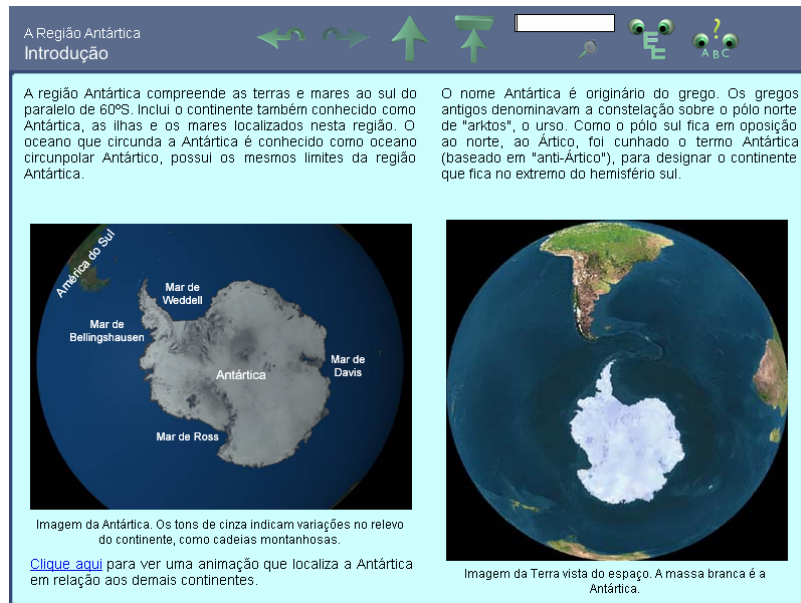 A Região Antártica
Introdução
?
A B C
A região Antártica compreende as terras e mares ao sul do
paralelo de 60ºS. Inclui o continente também conhecido como
Antártica, as ilhas e os mares localizados nesta região. O
oceano que circunda a Antártica é conhecido como oceano
circunpolar Antártico, possui os mesmos limites da região
Antártica.
América do Sul
Mar de
Weddell
Mar de
Bellingshausen
Mar de
Davis
Antártica
Mar de Ross
Imagem da Antártica. Os tons de cinza indicam variações no relevo
do continente, como cadeias montanhosas.
Clique aqui para ver uma animação que localiza a Antártica
em relação aos demais continentes.
O nome Antártica é originário do grego. Os gregos
antigos denominavam a constelação sobre o pólo norte
de "arktos", o urso. Como o pólo sul fica em oposição
ao norte, ao Ártico, foi cunhado o termo Antártica
(baseado em "anti-Ártico"), para designar o continente
que fica no extremo do hemisfério sul.
Imagem da Terra vista do espaço. A massa branca é a
Antártica.